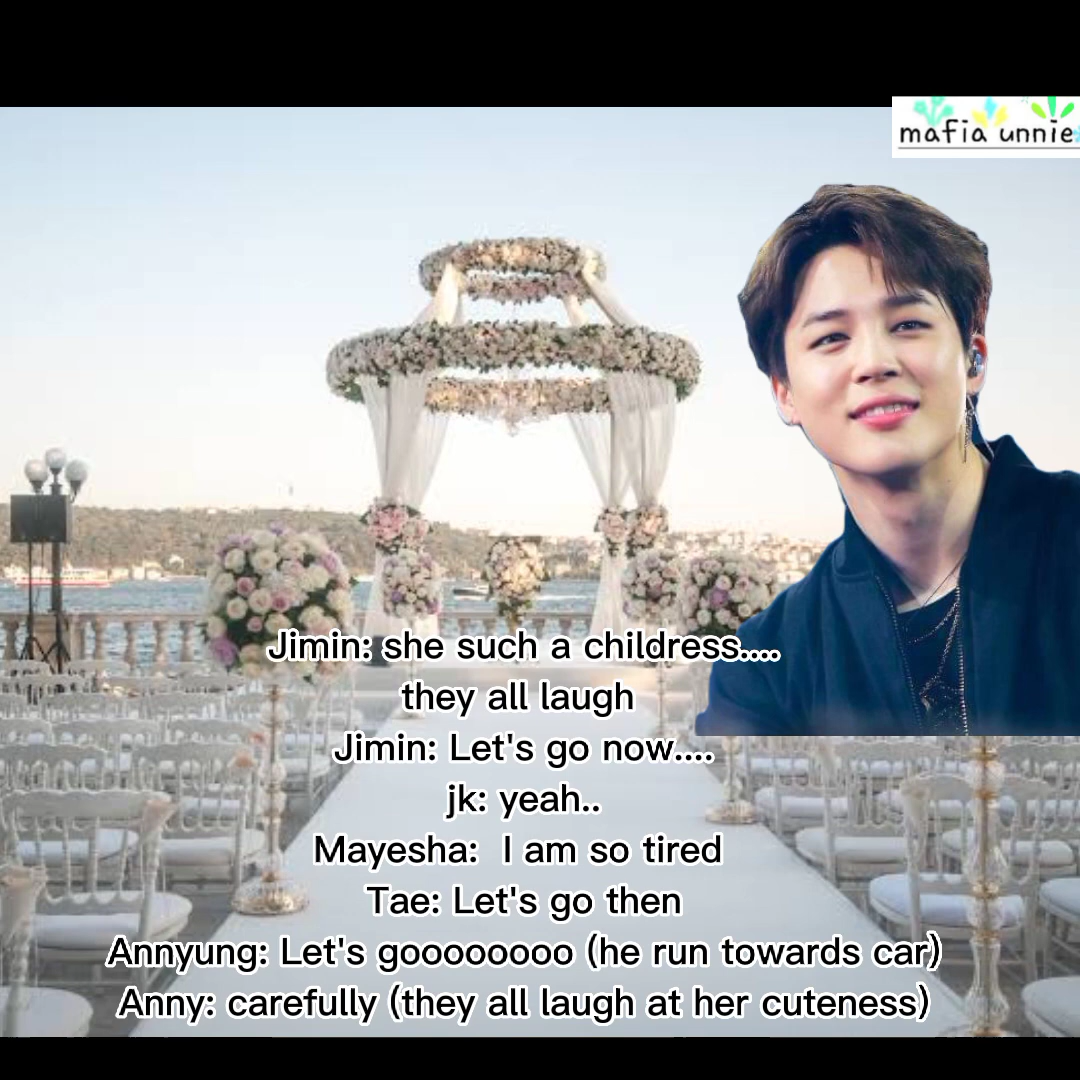 mafia unnie
Jimin: she such a childress....
they all laugh
Jimin: Let's go now....
jk: yeah..
Mayesha:  I am so tired
Tae: Let's go then
Annyung: Let's goooooooo (he run towards car)
Anny: carefully (they all laugh at her cuteness)